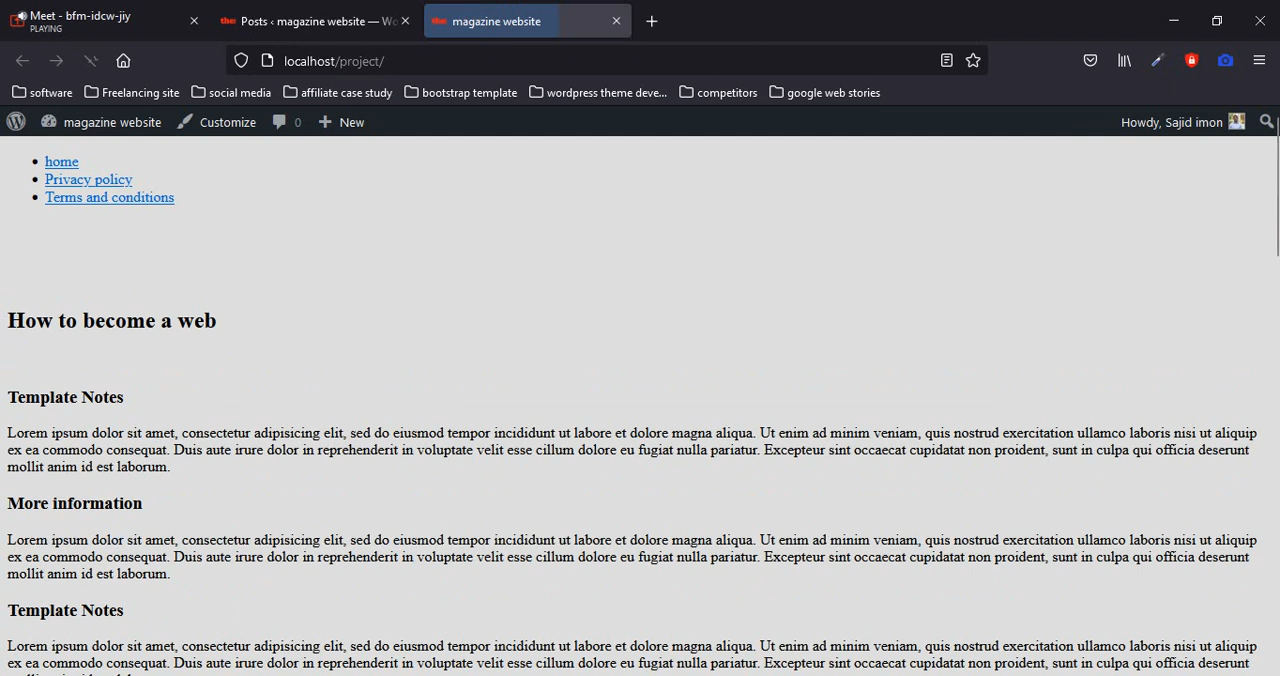 Meet - bfm-idcw-jiy
PLAYING
Posts ‹ magazine website — Wo
magazine website
localhost/project/
software
Freelancing site
social media
affiliate case study
bootstrap template
wordpress theme deve...
competitors
google web stories
magazine website
Customize
0
New
Howdy, Sajid imon
home
Privacy policy
Terms and conditions
How to become a web
Template Notes
Lorem ipsum dolor sit amet, consectetur adipisicing elit, sed do eiusmod tempor incididunt ut labore et dolore magna aliqua. Ut enim ad minim veniam, quis nostrud exercitation ullamco laboris nisi ut aliquip
ex ea commodo consequat. Duis aute irure dolor in reprehenderit in voluptate velit esse cillum dolore eu fugiat nulla pariatur. Excepteur sint occaecat cupidatat non proident, sunt in culpa qui officia deserunt
mollit anim id est laborum.
More information
Lorem ipsum dolor sit amet, consectetur adipisicing elit, sed do eiusmod tempor incididunt ut labore et dolore magna aliqua. Ut enim ad minim veniam, quis nostrud exercitation ullamco laboris nisi ut aliquip
ex ea commodo consequat. Duis aute irure dolor in reprehenderit in voluptate velit esse cillum dolore eu fugiat nulla pariatur. Excepteur sint occaecat cupidatat non proident, sunt in culpa qui officia deserunt
mollit anim id est laborum.
Template Notes
Lorem ipsum dolor sit amet, consectetur adipisicing elit, sed do eiusmod tempor incididunt ut labore et dolore magna aliqua. Ut enim ad minim veniam, quis nostrud exercitation ullamco laboris nisi ut aliquip
ex ea commodo consequat. Duis aute irure dolor in reprehenderit in voluptate velit esse cillum dolore eu fugiat nulla pariatur. Excepteur sint occaecat cupidatat non proident, sunt in culpa qui officia deserunt